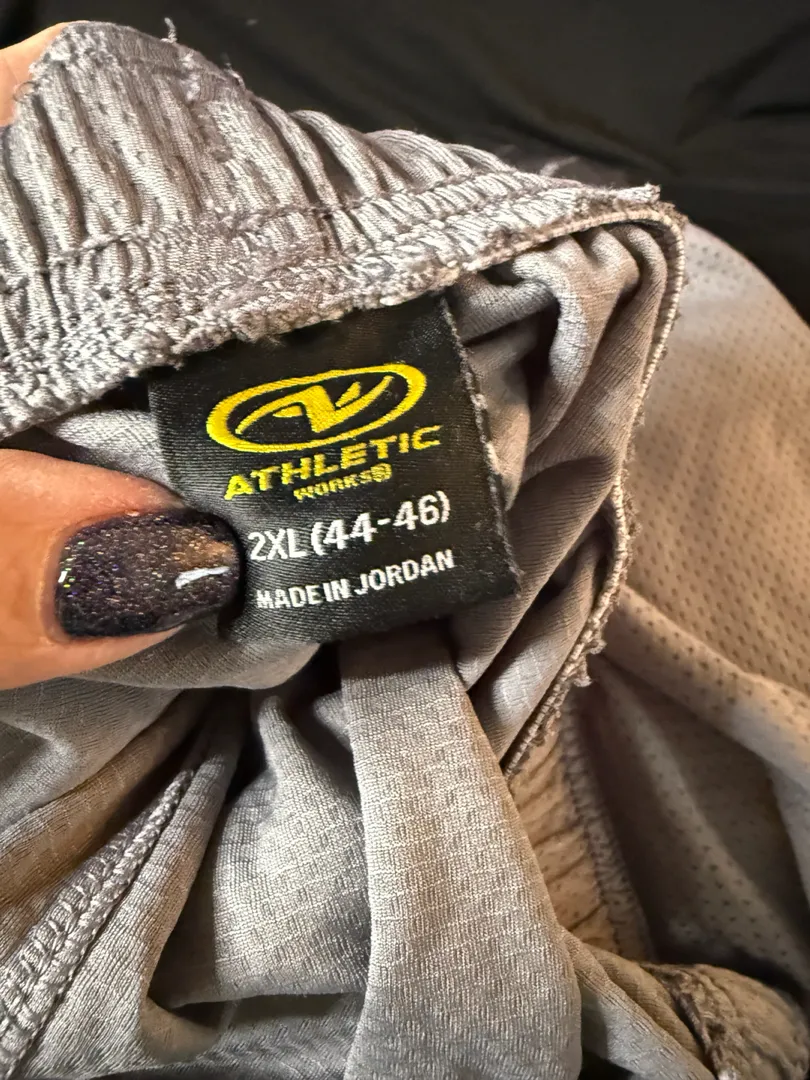 ATHLETIC
WORKS®
2XL (44-46)
MADE IN JORDAN